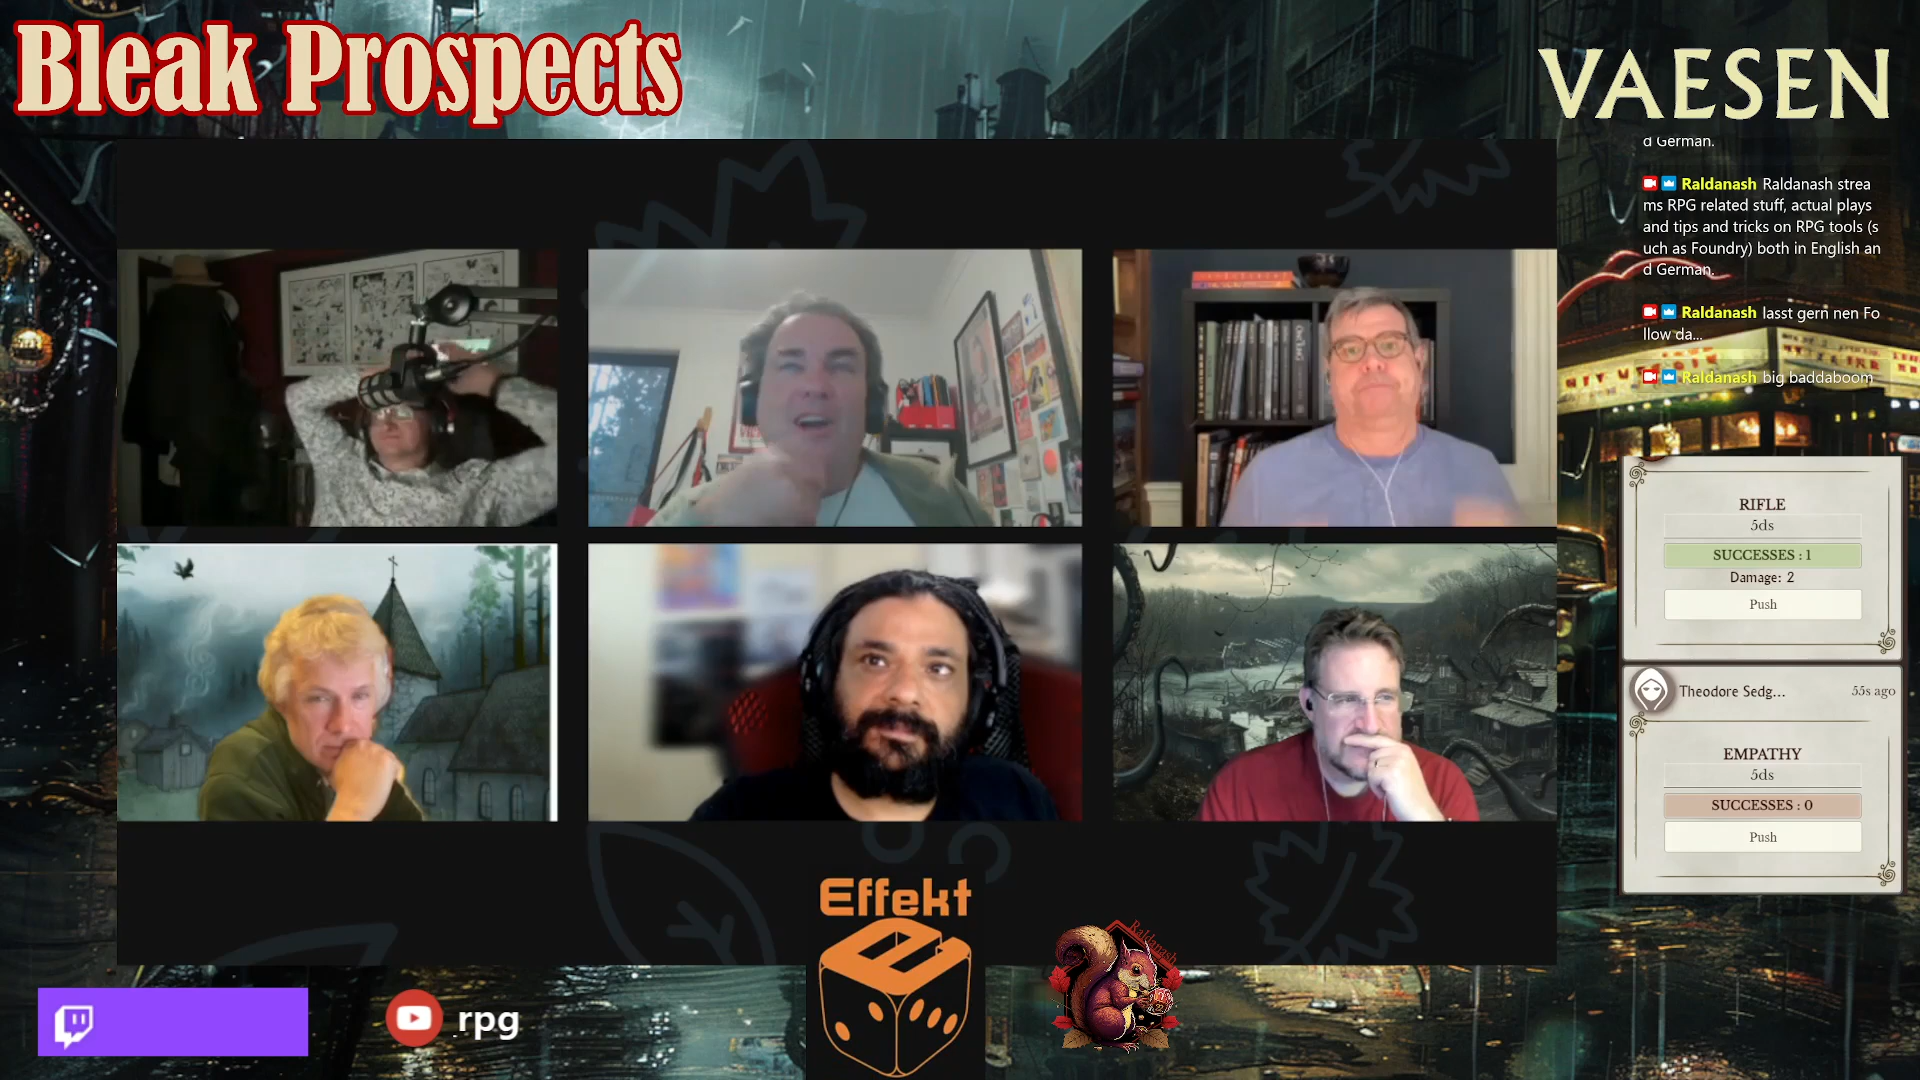 Bleak Prospects
VAESEN
d German.
Raldanash Raldanash strea
ms RPG related stuff, actual plays
and tips and tricks on RPG tools (s
uch as Foundry) both in English an
d German.
Raldanash lasst gern nen Fo
llow da...
Raldanash big baddaboom
RIFLE
5ds
SUCCESSES : 1
Damage: 2
Push
Theodore Sedg...
55s ago
EMPATHY
5ds
SUCCESSES : 0
Push
Effekt
Raldanash
rpg